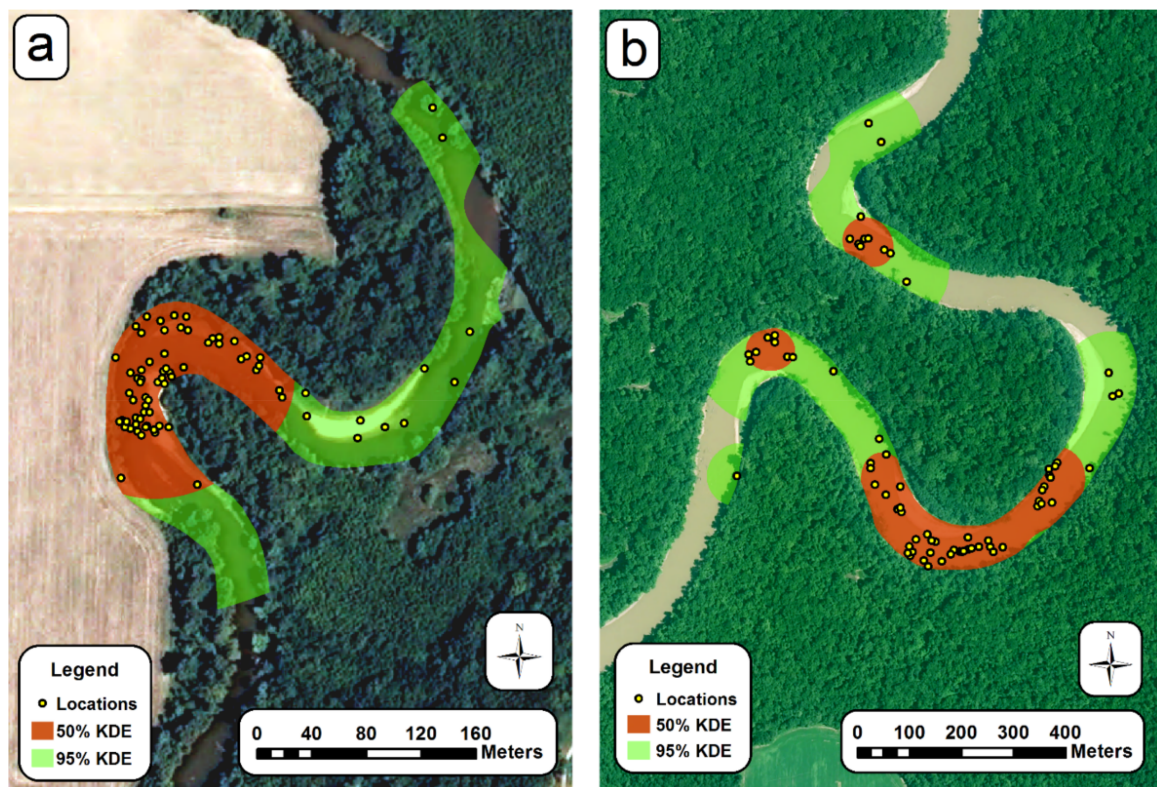 a
N
Legend
Locations
50% KDE
95% KDE
0 40 80 120 160
Meters
b
N
Legend
Locations
50% KDE
95% KDE
0 100 200 300 400
Meters